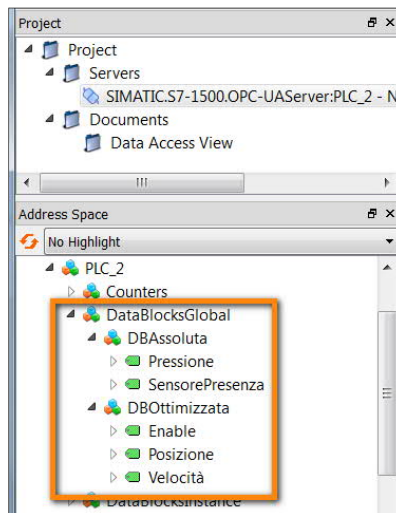 Project
Project
Servers
SIMATIC.S7-1500.OPC-UAServer:PLC_2 - N
Documents
Data Access View
Address Space
No Highlight
PLC_2
Counters
DataBlocksGlobal
DBAssoluta
Pressione
SensorePresenza
DBOttimizzata
Enable
Posizione
Velocità
DataBlocksInstance